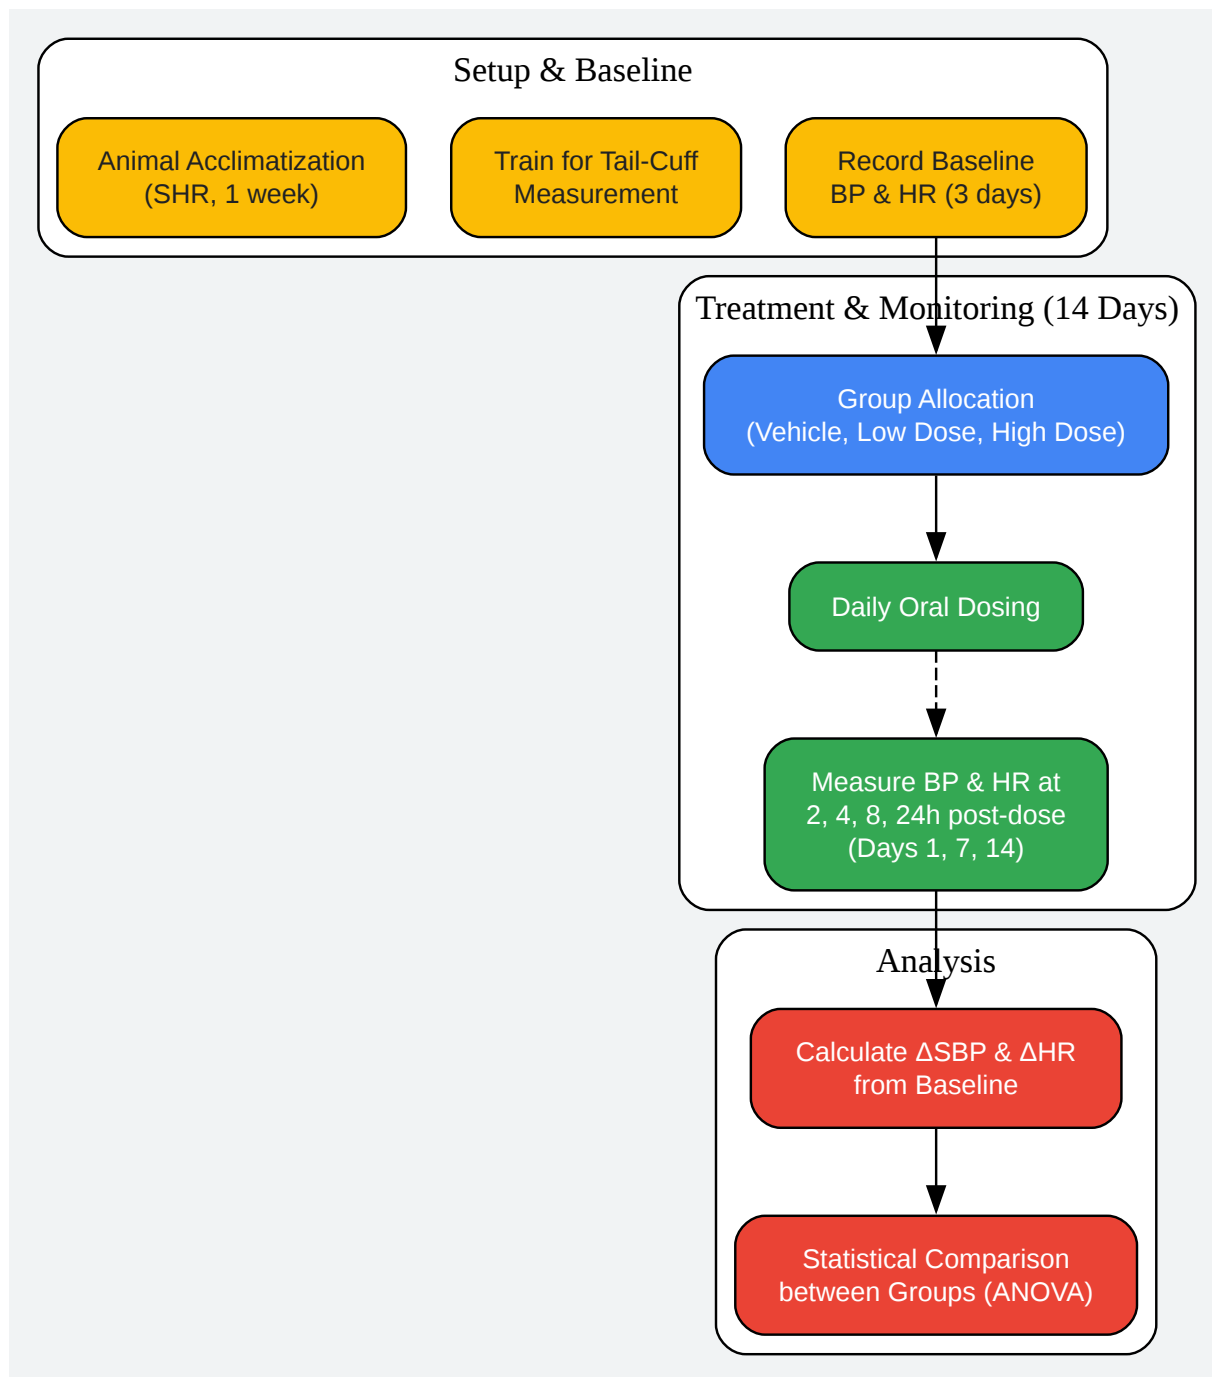 Setup & Baseline
Animal Acclimatization
(SHR, 1 week)
Train for Tail-Cuff
Measurement
Record Baseline
BP & HR (3 days)
Treatment & Monitoring (14 Days)
Group Allocation
(Vehicle, Low Dose, High Dose)
Daily Oral Dosing
Measure BP & HR at
2, 4, 8, 24h post-dose
(Days 1, 7, 14)
Analysis
Calculate ΔSBP & ΔHR
from Baseline
Statistical Comparison
between Groups (ANOVA)